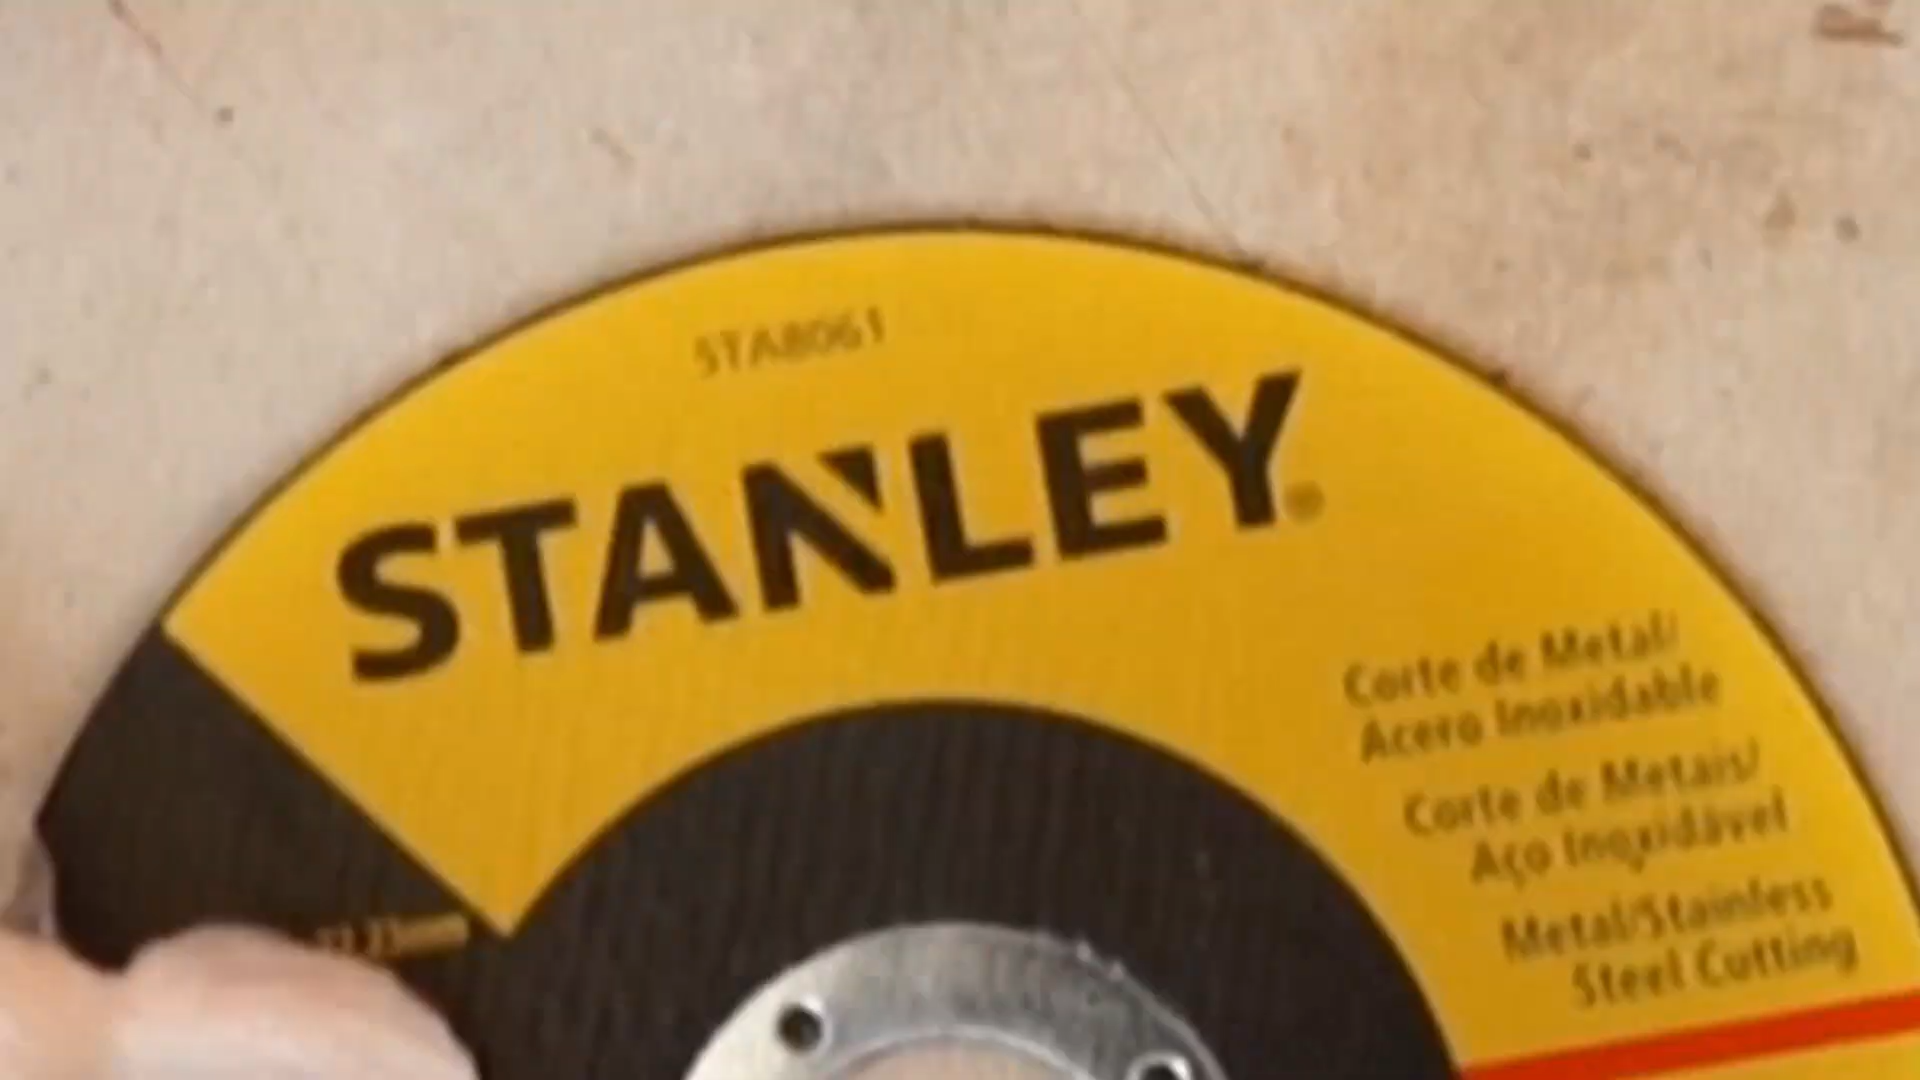 STA8061
STANLEY®
Corte de Metal/
Acero Inoxidable
Corte de Metais/
Aço Inoxidável
Metal/Stainless
Steel Cutting